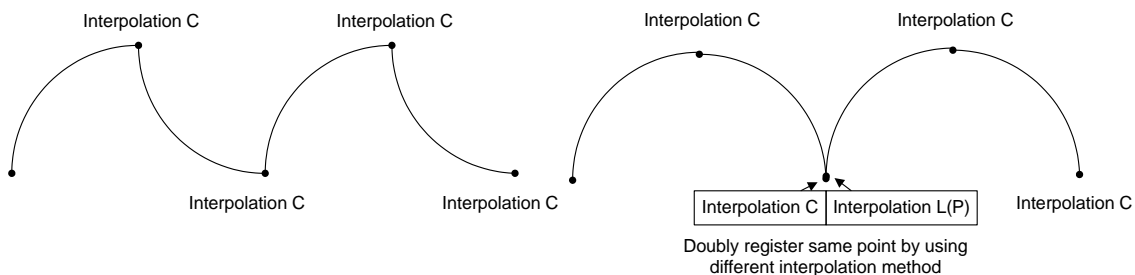 Interpolation C
Interpolation C
Interpolation C
Interpolation C
Interpolation C
Interpolation C
Interpolation C
Interpolation L(P)
Interpolation C
Doubly register same point by using
different interpolation method